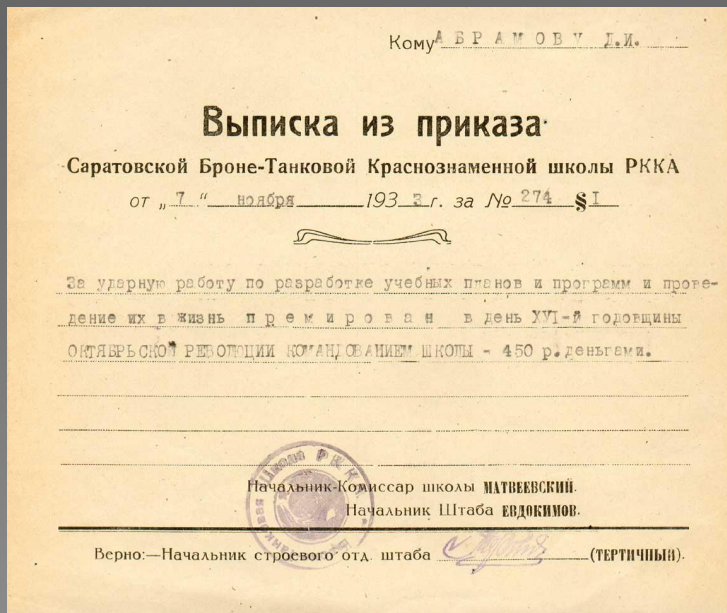 Кому АБРАМОВУ Д.И.
Выписка из приказа
Саратовской Броне-Танковой Краснознаменной школы РККА
от „ 7 " ноября 1933 г. за № 274 § I
За ударную работу по разработке учебных планов и программ и прове-
дение их в жизнь премирован в день XVI-й годовщины
ОКТЯБРЬСКОЙ РЕВОЛЮЦИИ КОМАНДОВАНИЕМ ШКОЛЫ - 450 р.деньгами.
Школа РККА
Начальник-Комиссар школы МАТВЕЕВСКИЙ.
Начальник Штаба ЕВДОКИМОВ.
Верно:—Начальник строевого отд. штаба (ТЕРТИЧНЫЙ).